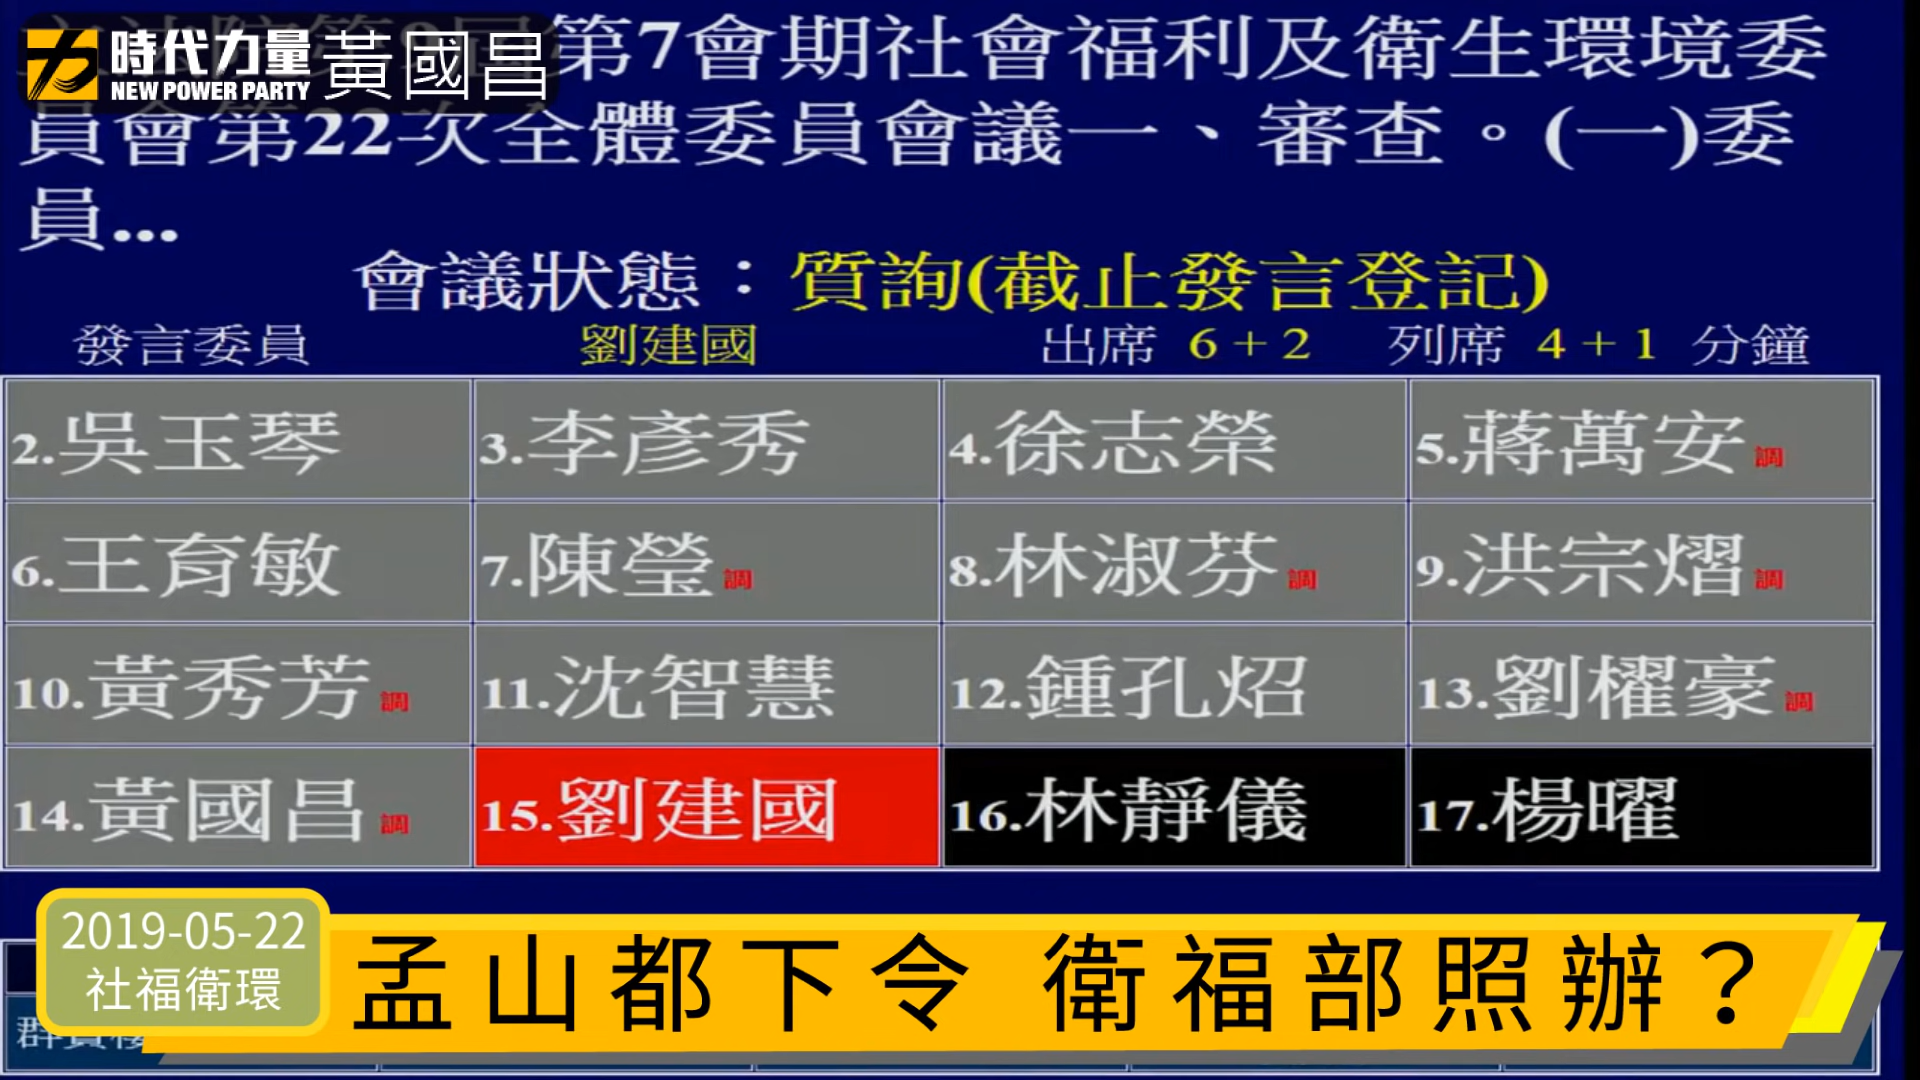 時代力量
NEW POWER PARTY
黃國昌
第7會期社會福利及衛生環境委
員會第22次全體委員會議一、審查。(一)委
員...
會議狀態：質詢(截止發言登記)
發言委員 劉建國 出席 6+2 列席 4+1 分鐘
2.吳玉琴 3.李彥秀 4.徐志榮 5.蔣萬安調
6.王育敏 7.陳瑩調 8.林淑芬調 9.洪宗熠調
10.黃秀芳調 11.沈智慧 12.鍾孔炤 13.劉櫂豪調
14.黃國昌調 15.劉建國 16.林靜儀 17.楊曜
2019-05-22
社福衛環
孟山都下令 衛福部照辦？